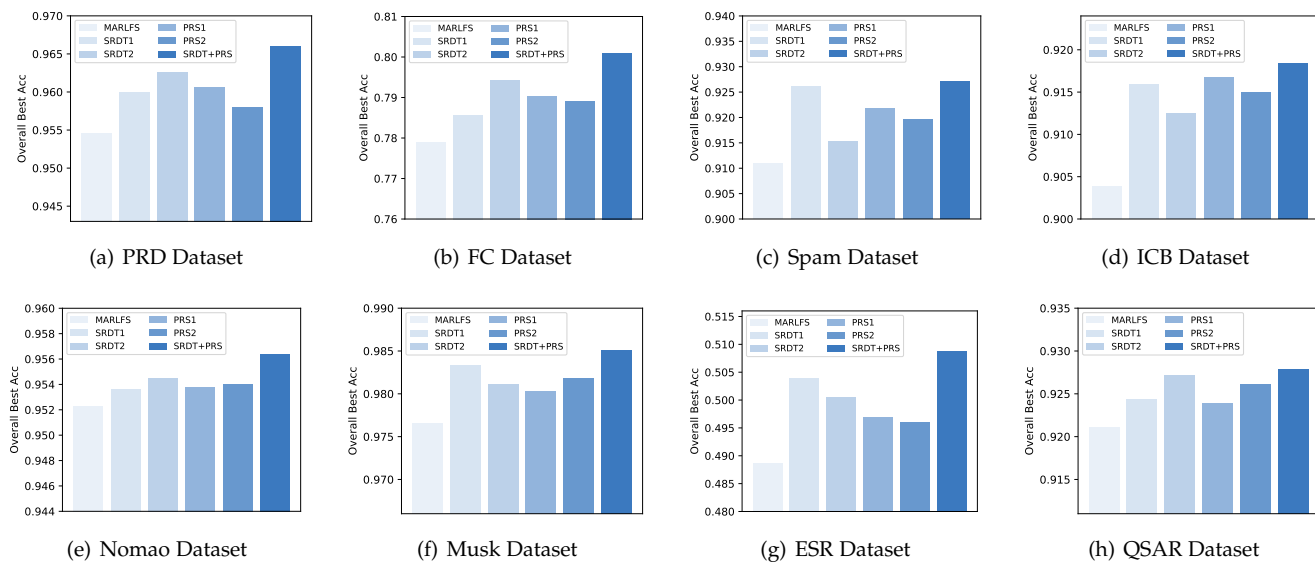 0.970
0.965
0.960
0.955
0.950
0.945
Overall Best Acc
MARLFS PRS1
SRDT1 PRS2
SRDT2 SRDT+PRS
(a) PRD Dataset
0.81
0.80
0.79
0.78
0.77
0.76
Overall Best Acc
MARLFS PRS1
SRDT1 PRS2
SRDT2 SRDT+PRS
(b) FC Dataset
0.940
0.935
0.930
0.925
0.920
0.915
0.910
0.905
0.900
Overall Best Acc
MARLFS PRS1
SRDT1 PRS2
SRDT2 SRDT+PRS
(c) Spam Dataset
0.920
0.915
0.910
0.905
0.900
Overall Best Acc
MARLFS PRS1
SRDT1 PRS2
SRDT2 SRDT+PRS
(d) ICB Dataset
0.960
0.958
0.956
0.954
0.952
0.950
0.948
0.946
0.944
Overall Best Acc
MARLFS PRS1
SRDT1 PRS2
SRDT2 SRDT+PRS
(e) Nomao Dataset
0.990
0.985
0.980
0.975
0.970
Overall Best Acc
MARLFS PRS1
SRDT1 PRS2
SRDT2 SRDT+PRS
(f) Musk Dataset
0.515
0.510
0.505
0.500
0.495
0.490
0.485
0.480
Overall Best Acc
MARLFS PRS1
SRDT1 PRS2
SRDT2 SRDT+PRS
(g) ESR Dataset
0.935
0.930
0.925
0.920
0.915
Overall Best Acc
MARLFS PRS1
SRDT1 PRS2
SRDT2 SRDT+PRS
(h) QSAR Dataset